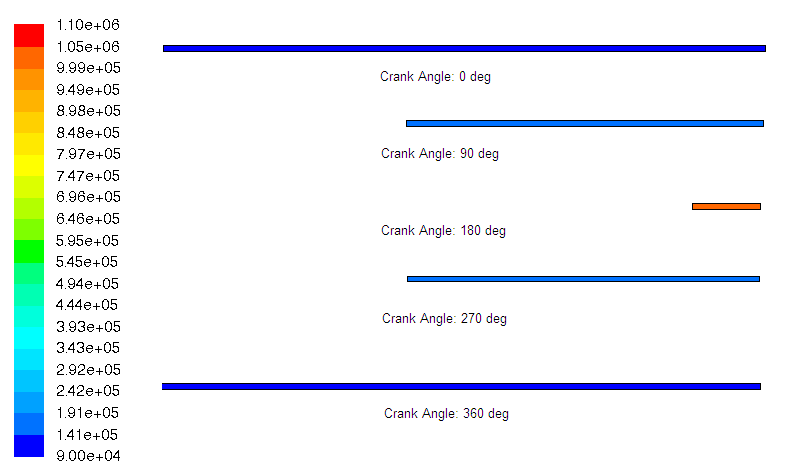 1.10e+06
1.05e+06
9.99e+05
9.49e+05
8.98e+05
8.48e+05
7.97e+05
7.47e+05
6.96e+05
6.46e+05
5.95e+05
5.45e+05
4.94e+05
4.44e+05
3.93e+05
3.43e+05
2.92e+05
2.42e+05
1.91e+05
1.41e+05
9.00e+04
Crank Angle: 0 deg
Crank Angle: 90 deg
Crank Angle: 180 deg
Crank Angle: 270 deg
Crank Angle: 360 deg